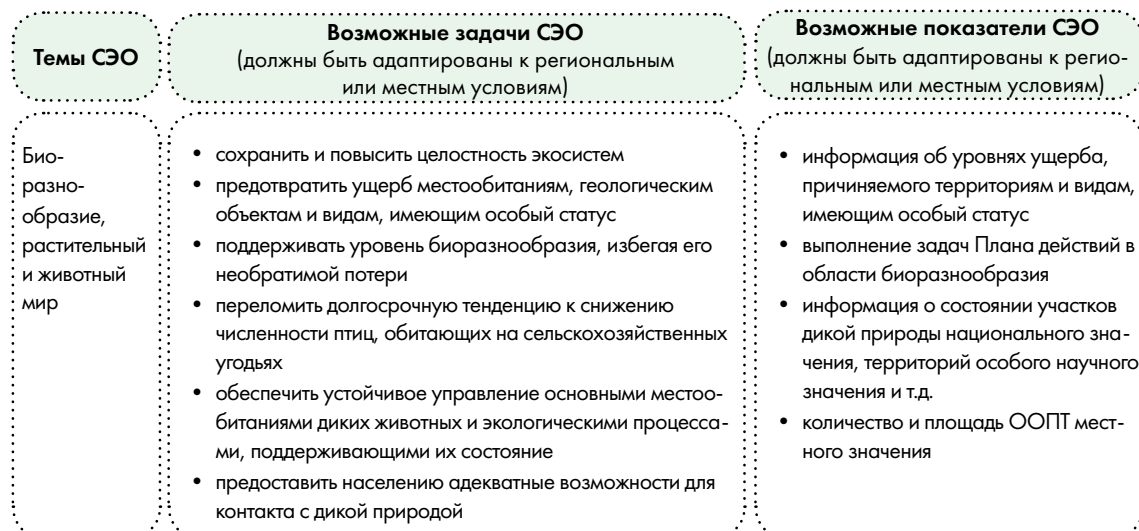 Темы СЭО
Возможные задачи СЭО
(должны быть адаптированы к региональным
или местным условиям)
Возможные показатели СЭО
(должны быть адаптированы к регио-
нальным или местным условиям)
Био-
разно-
образие,
растительный
и животный
мир
• сохранить и повысить целостность экосистем
• предотвратить ущерб местообитаниям, геологическим
объектам и видам, имеющим особый статус
• поддерживать уровень биоразнообразия, избегая его
необратимой потери
• переломить долгосрочную тенденцию к снижению
численности птиц, обитающих на сельскохозяйственных
угодьях
• обеспечить устойчивое управление основными местоо-
битаниями диких животных и экологическими процесса-
ми, поддерживающими их состояние
• предоставить населению адекватные возможности для
контакта с дикой природой
• информация об уровнях ущерба,
причиняемого территориям и видам,
имеющим особый статус
• выполнение задач Плана действий в
области биоразнообразия
• информация о состоянии участков
дикой природы национального зна-
чения, территорий особого научного
значения и т.д.
• количество и площадь ООПТ мест-
ного значения